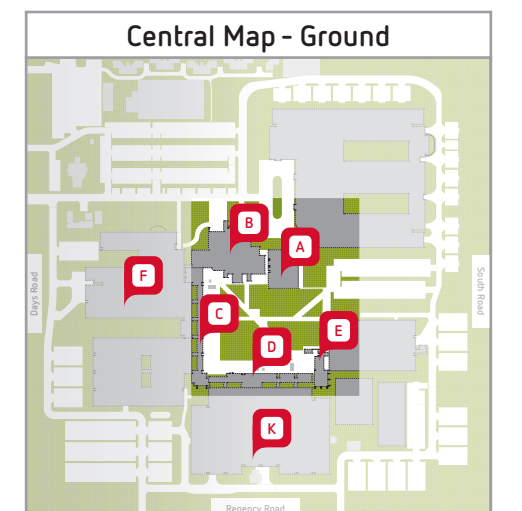 Central Map - Ground
B
A
F
Days Road
South Road
C
E
D
K
Regency Road